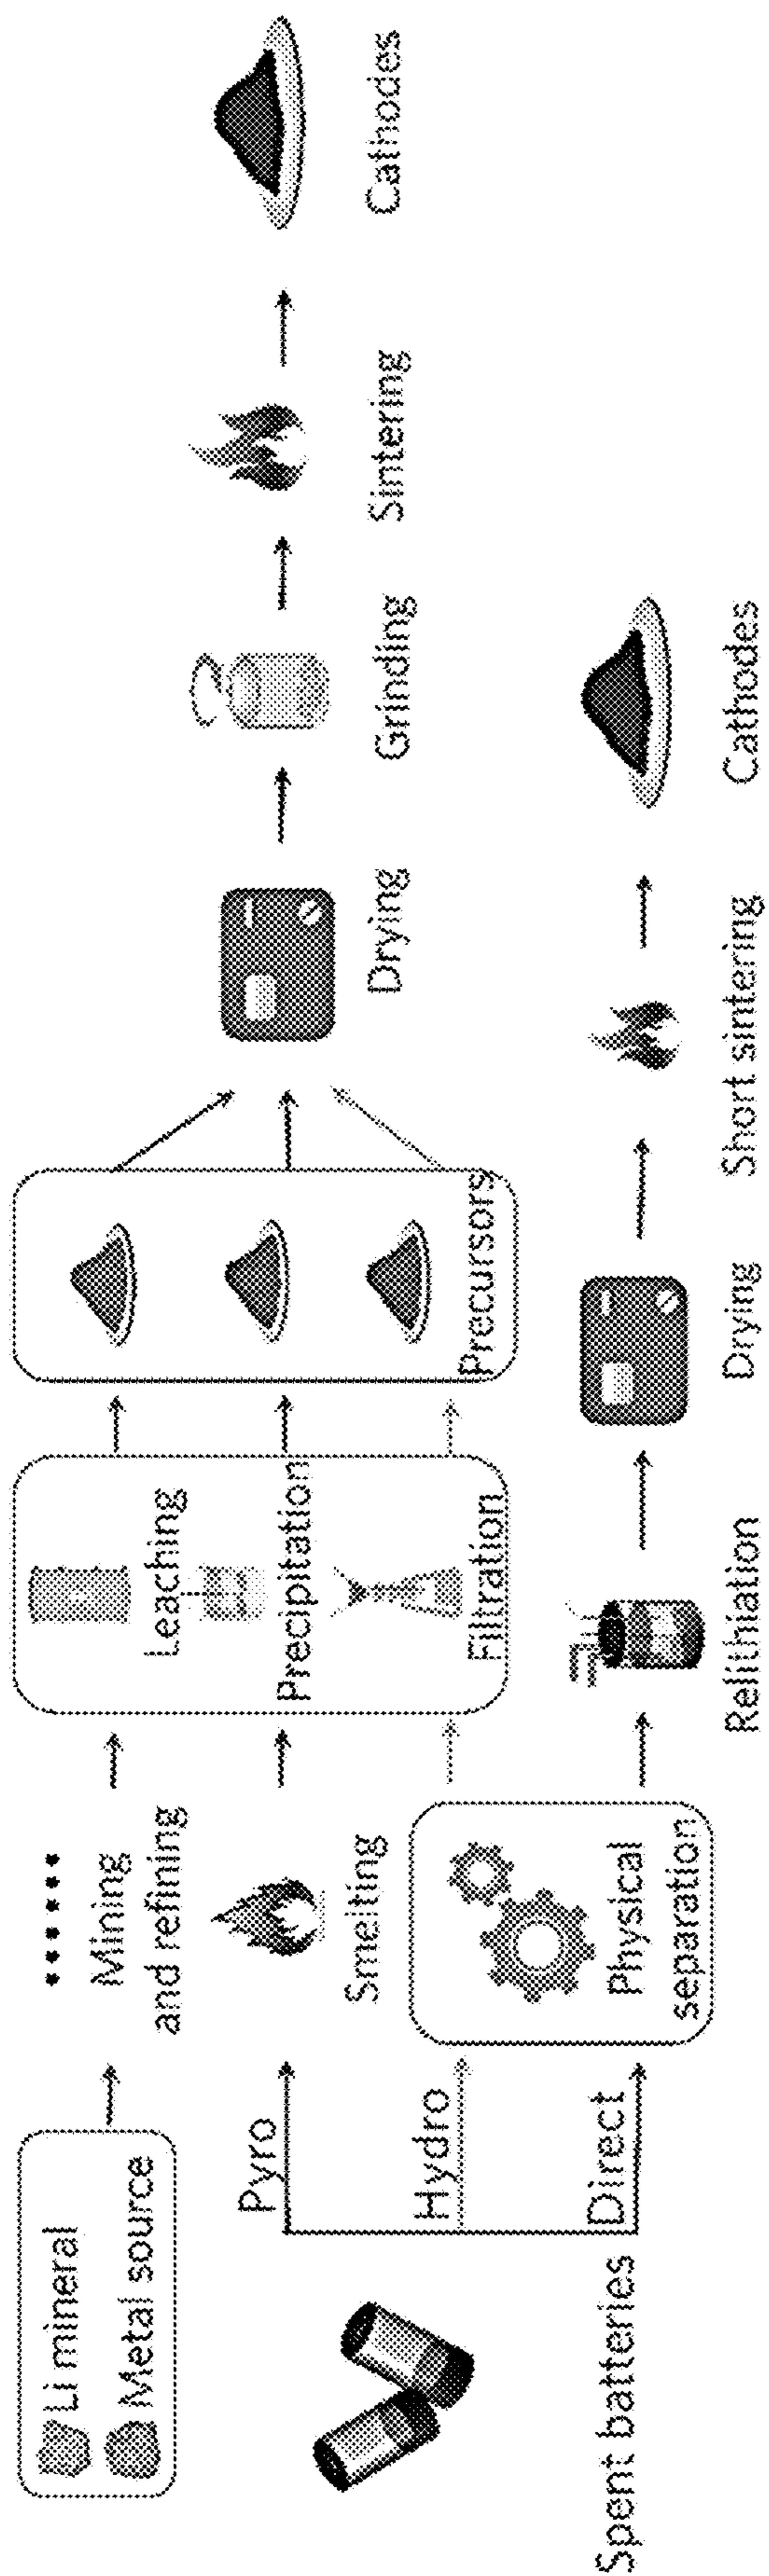 Li mineral
Metal source
Mining
and refining
Spent batteries
Pyro
Hydro
Direct
Smelting
Physical
separation
Leaching
Precipitation
Filtration
Precursors
Drying
Grinding
Sintering
Cathodes
Relithiation
Drying
Short sintering
Cathodes